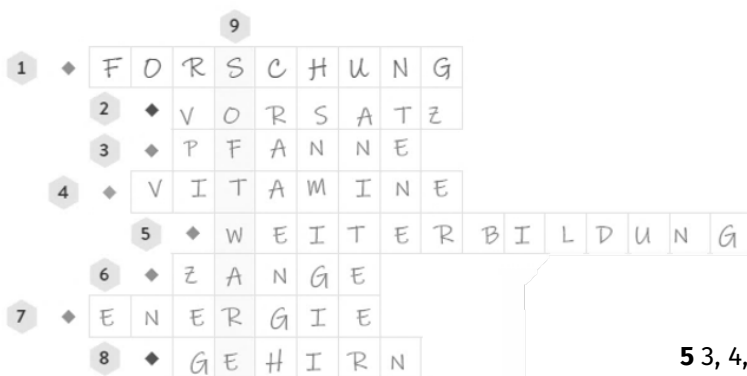 9
1 ◆ FORSCHUNG
2 ◆ VORSATZ
3 ◆ PFANNE
4 ◆ VITAMINE
5 ◆ WEITERBILDUNG
6 ◆ ZANGE
7 ◆ ENERGIE
8 ◆ GEHIRN
5 3, 4,